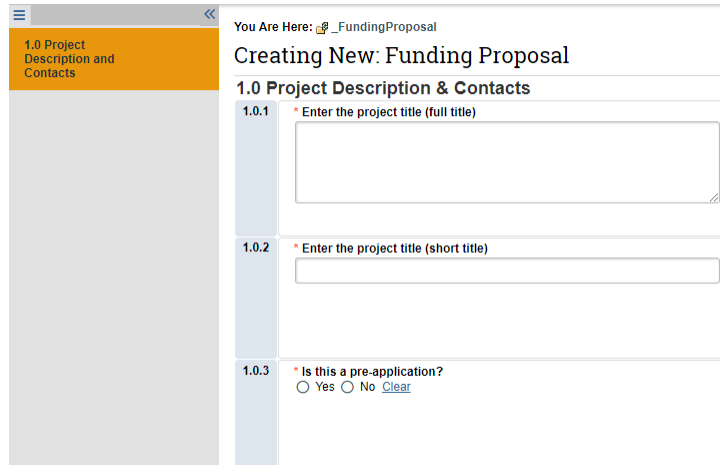 1.0 Project
Description and
Contacts
You Are Here: _FundingProposal
Creating New: Funding Proposal
1.0 Project Description & Contacts
1.0.1 * Enter the project title (full title)
1.0.2 * Enter the project title (short title)
1.0.3 * Is this a pre-application?
Yes No Clear